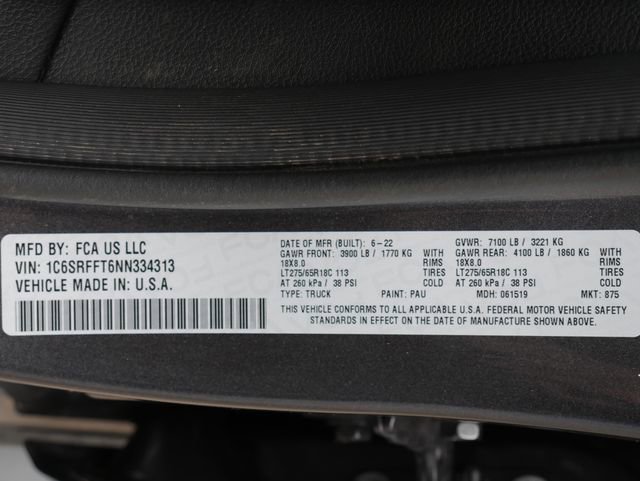 MFD BY: FCA US LLC
VIN: 1C6SRFFT6NN334313
VEHICLE MADE IN: U.S.A.
DATE OF MFR (BUILT): 6-22 GVWR: 7100 LB / 3221 KG
GAWR FRONT: 3900 LB / 1770 KG WITH GAWR REAR: 4100 LB / 1860 KG WITH
18X8.0 RIMS 18X8.0 RIMS
LT275/65R18C 113 TIRES LT275/65R18C 113 TIRES
AT 260 kPa / 38 PSI COLD AT 260 kPa / 38 PSI COLD
TYPE: TRUCK PAINT: PAU MDH: 061519 MKT: 875
THIS VEHICLE CONFORMS TO ALL APPLICABLE U.S.A. FEDERAL MOTOR VEHICLE SAFETY
STANDARDS IN EFFECT ON THE DATE OF MANUFACTURE SHOWN ABOVE.